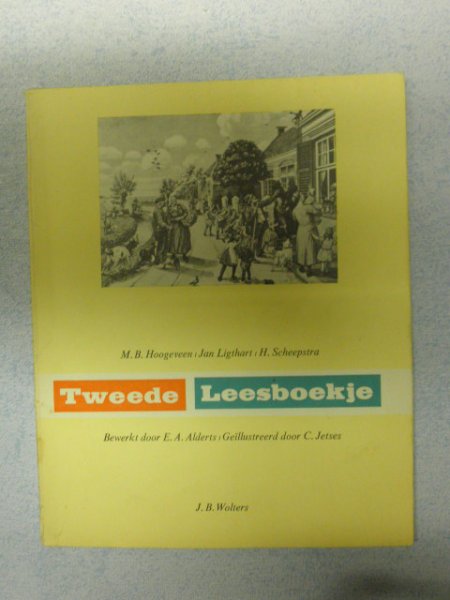 M. B. Hoogeveen : Jan Ligthart : H. Scheepstra
Tweede Leesboekje
Bewerkt door E. A. Alderts : Geïllustreerd door C. Jetses
J. B. Wolters